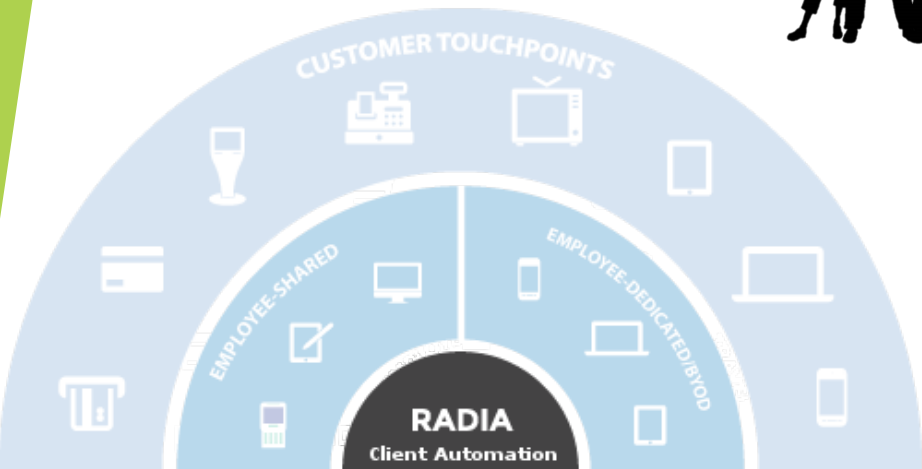 CUSTOMER TOUCHPOINTS
EMPLOYEE-SHARED
EMPLOYEE-DEDICATED/BYOD
RADIA
Client Automation